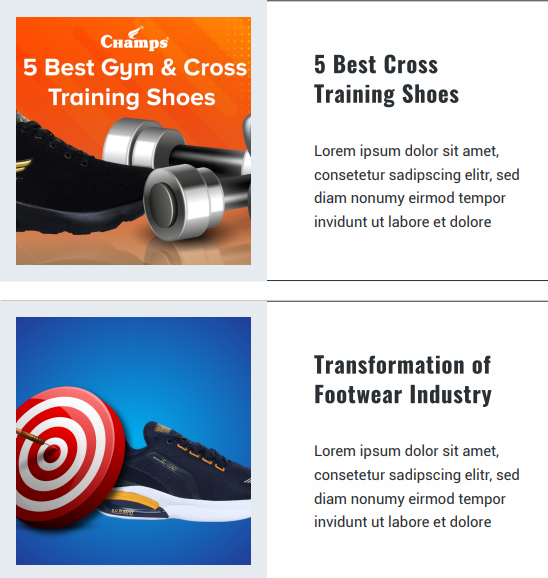 Champs
5 Best Gym & Cross
Training Shoes
5 Best Cross
Training Shoes
Lorem ipsum dolor sit amet,
consetetur sadipscing elitr, sed
diam nonumy eirmod tempor
invidunt ut labore et dolore
Transformation of
Footwear Industry
Lorem ipsum dolor sit amet,
consetetur sadipscing elitr, sed
diam nonumy eirmod tempor
invidunt ut labore et dolore